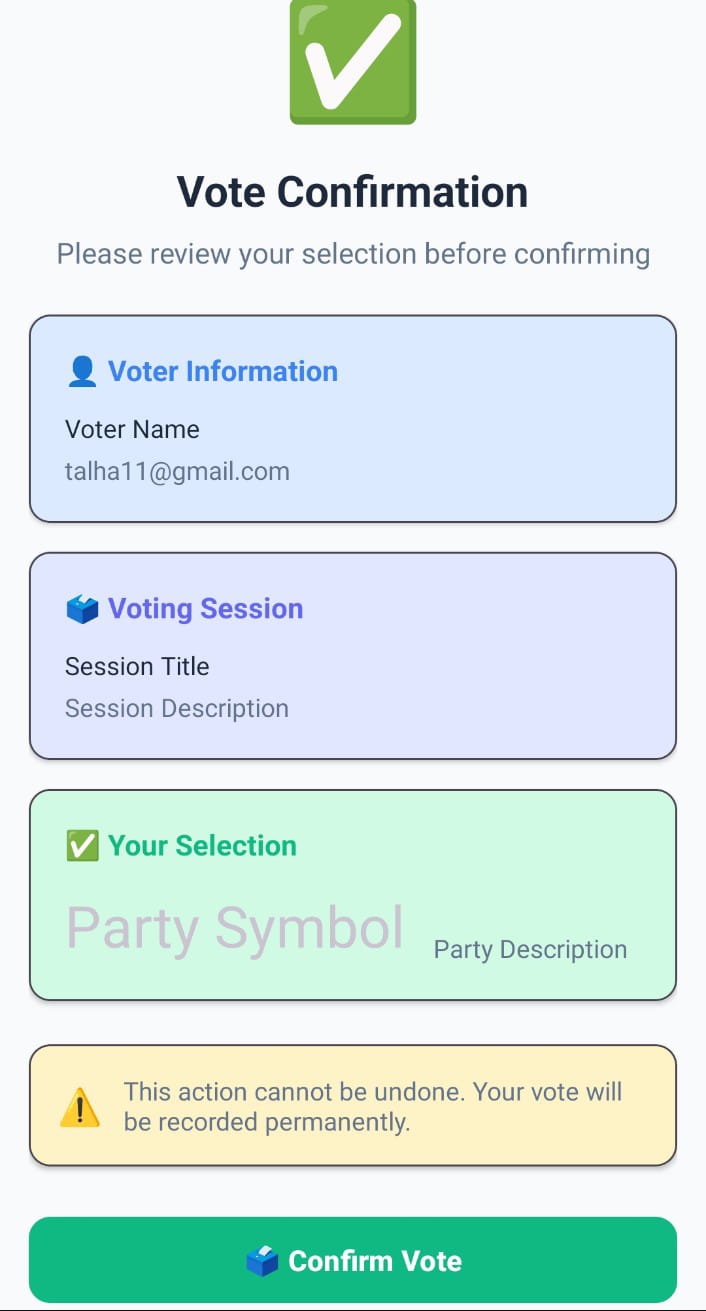 Vote Confirmation
Please review your selection before confirming
Voter Information
Voter Name
talha11@gmail.com
Voting Session
Session Title
Session Description
Your Selection
Party Symbol
Party Description
This action cannot be undone. Your vote will
be recorded permanently.
Confirm Vote